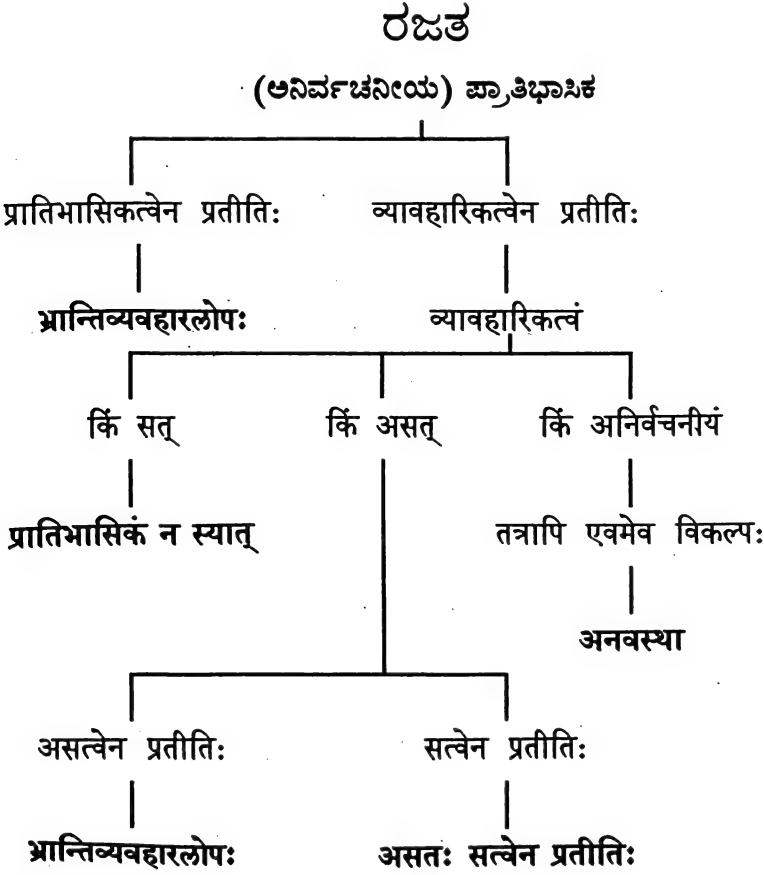 ರಜತ
(ಅನಿರ್ವಚನೀಯ) ಪ್ರಾತಿಭಾಸಿಕ
प्रातिभासिकत्वेन प्रतीतिः
व्यावहारिकत्वेन प्रतीतिः
भ्रान्तिव्यवहारलोपः
व्यावहारिकत्वं
किं सत्
किं असत्
किं अनिर्वचनीयं
प्रातिभासिकं न स्यात्
तत्रापि एवमेव विकल्पः
अनवस्था
असत्वेन प्रतीतिः
सत्वेन प्रतीतिः
भ्रान्तिव्यवहारलोपः
असतः सत्वेन प्रतीतिः